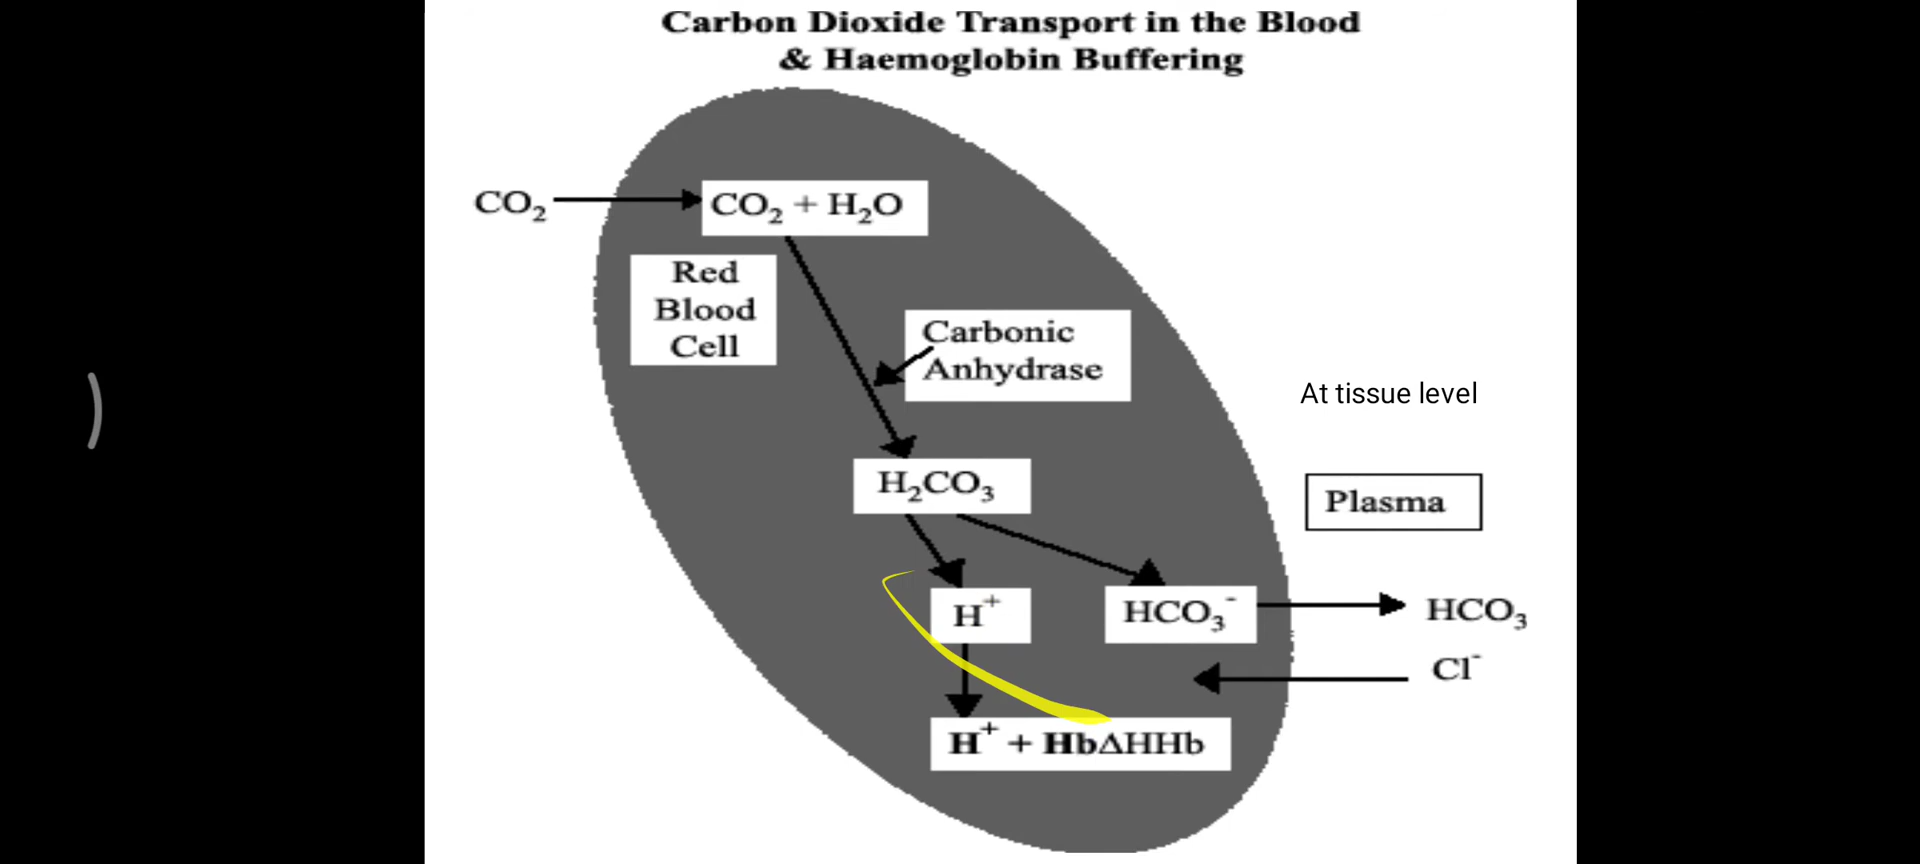 Carbon Dioxide Transport in the Blood
& Haemoglobin Buffering
CO₂
CO₂ + H₂O
Red
Blood
Cell
Carbonic
Anhydrase
At tissue level
H₂CO₃
Plasma
H⁺
HCO₃⁻
HCO₃
Cl⁻
H⁺ + HbΔHHb